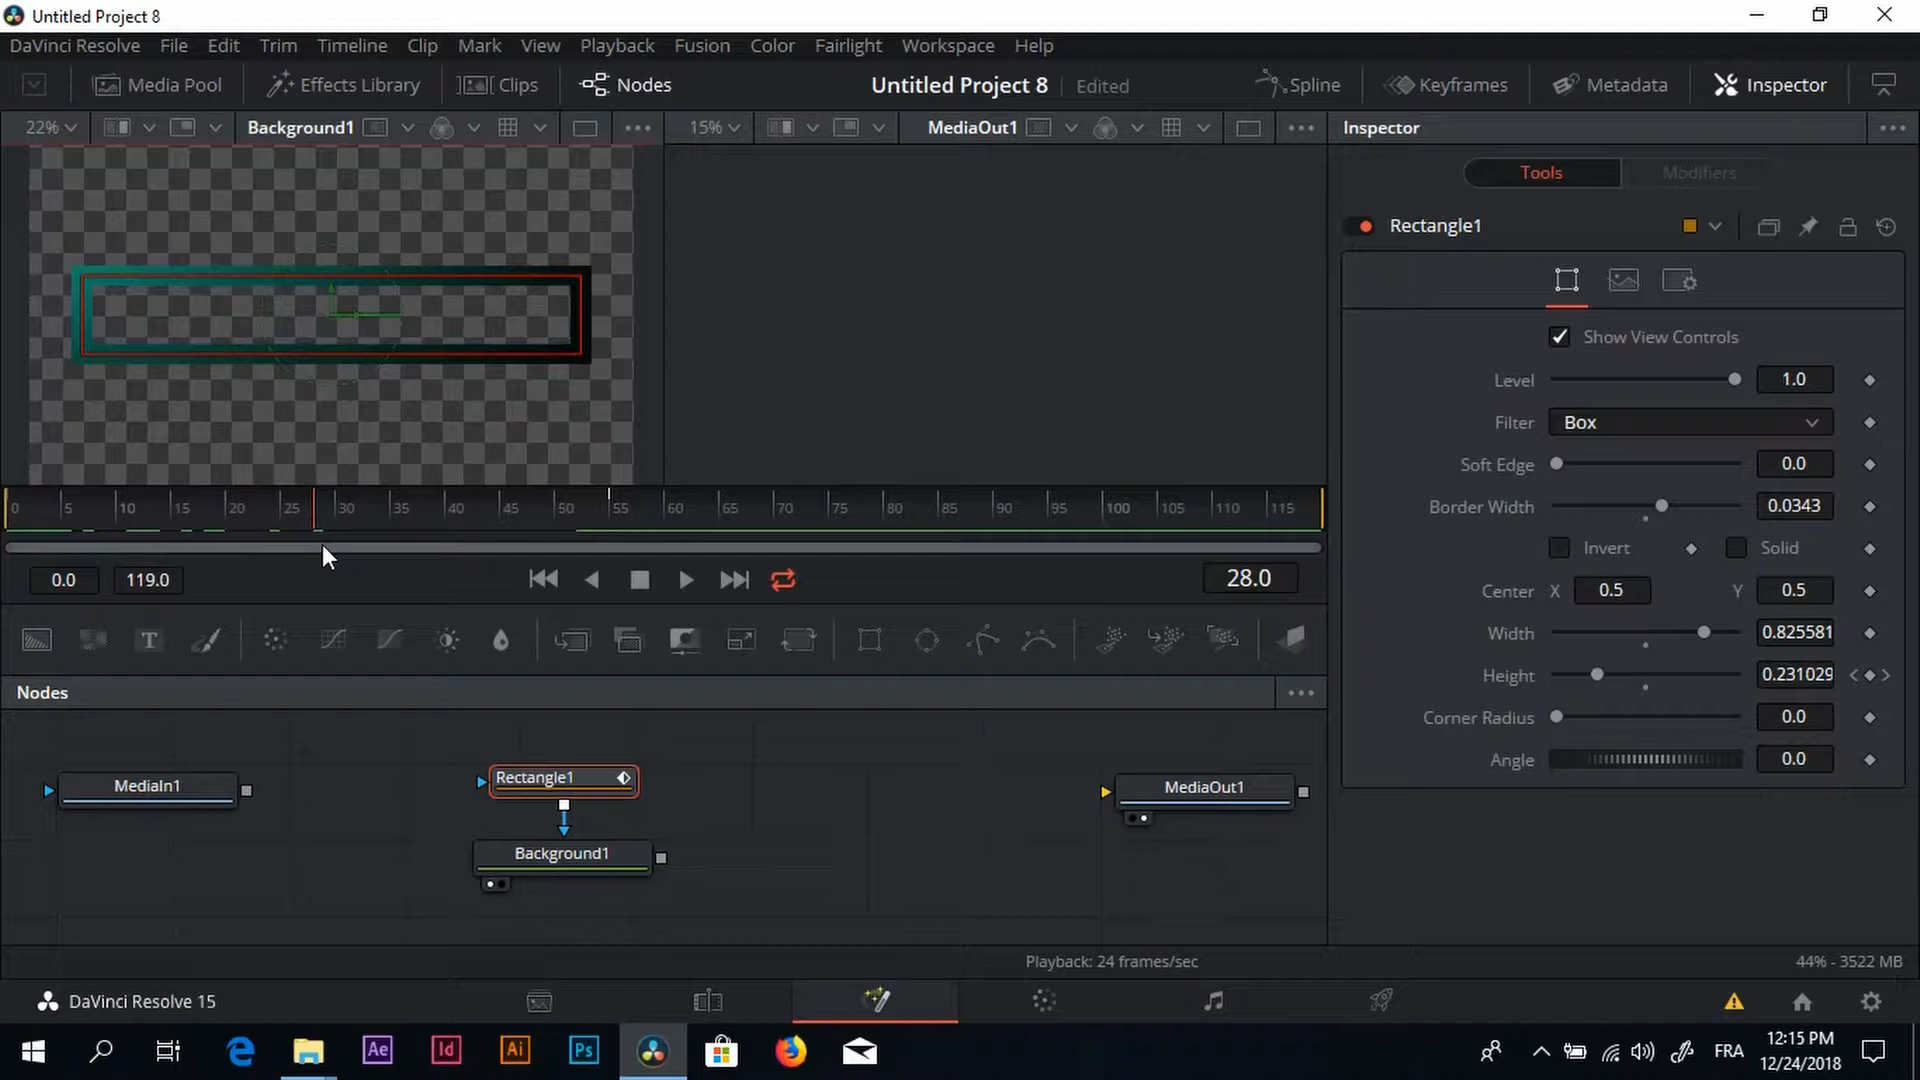 Untitled Project 8
DaVinci Resolve File Edit Trim Timeline Clip Mark View Playback Fusion Color Fairlight Workspace Help
Media Pool Effects Library Clips Nodes Untitled Project 8 Edited Spline Keyframes Metadata Inspector
22% Background1 15% MediaOut1 Inspector
Tools Modifiers
Rectangle1
Show View Controls
Level 1.0
Filter Box
Soft Edge 0.0
Border Width 0.0343
Invert Solid
Center X 0.5 Y 0.5
Width 0.825581
Height 0.231029
Corner Radius 0.0
Angle 0.0
0 5 10 15 20 25 30 35 40 45 50 55 60 65 70 75 80 85 90 95 100 105 110 115
0.0 119.0 28.0
T
Nodes
MediaIn1 Rectangle1 MediaOut1
Background1
Playback: 24 frames/sec 44% - 3522 MB
DaVinci Resolve 15
Ae Id Ai Ps FRA 12:15 PM
12/24/2018